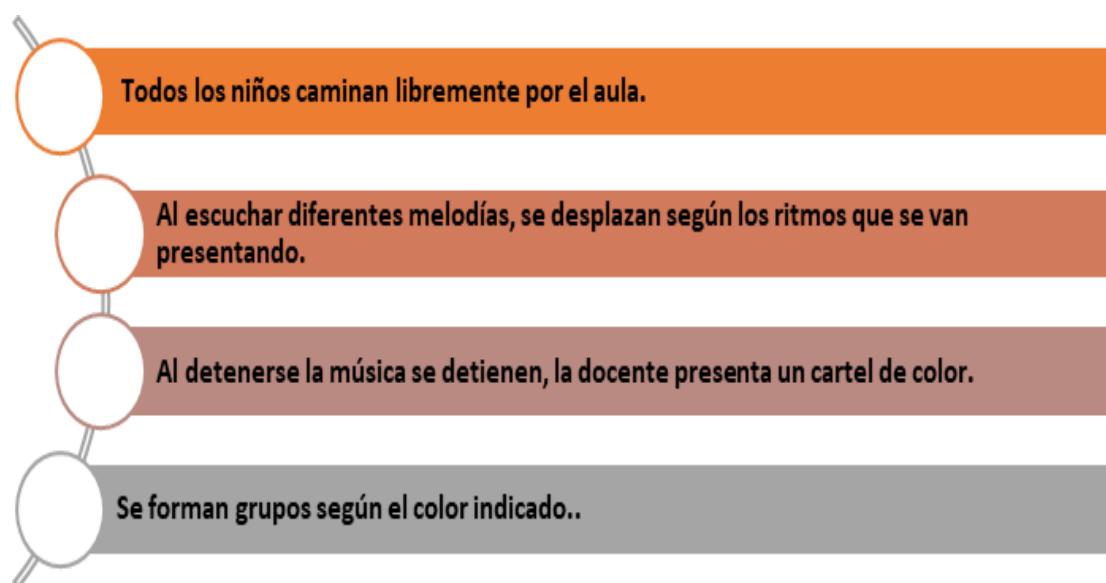 Todos los niños caminan libremente por el aula.
Al escuchar diferentes melodías, se desplazan según los ritmos que se van
presentando.
Al detenerse la música se detienen, la docente presenta un cartel de color.
Se forman grupos según el color indicado..